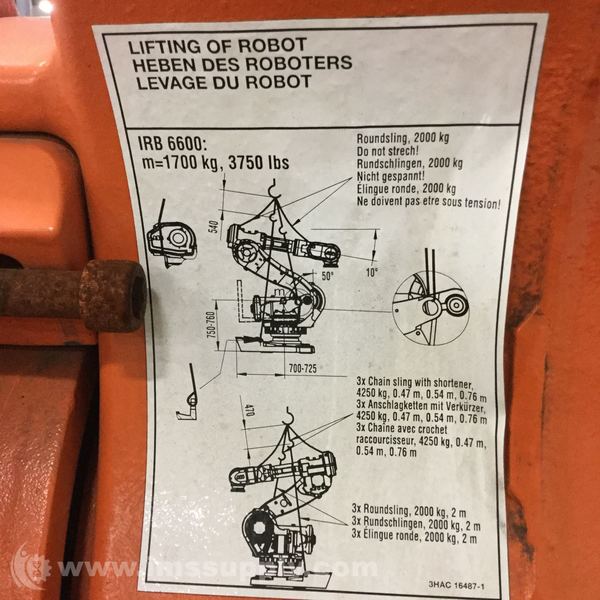 LIFTING OF ROBOT
HEBEN DES ROBOTERS
LEVAGE DU ROBOT
IRB 6600:
m=1700 kg, 3750 lbs
Roundsling, 2000 kg
Do not strech!
Rundschlingen, 2000 kg
Nicht gespannt!
Élingue ronde, 2000 kg
Ne doivent pas etre sous tension!
540
10°
50°
750-760
700-725
3x Chain sling with shortener,
4250 kg, 0.47 m, 0.54 m, 0.76 m
3x Anschlagketten mit Verkürzer,
4250 kg, 0.47 m, 0.54 m, 0.76 m
3x Chaîne avec crochet
raccourcisseur, 4250 kg, 0.47 m,
0.54 m, 0.76 m
470
3x Roundsling, 2000 kg, 2 m
3x Rundschlingen, 2000 kg, 2 m
3x Élingue ronde, 2000 kg, 2 m
3HAC 16487-1